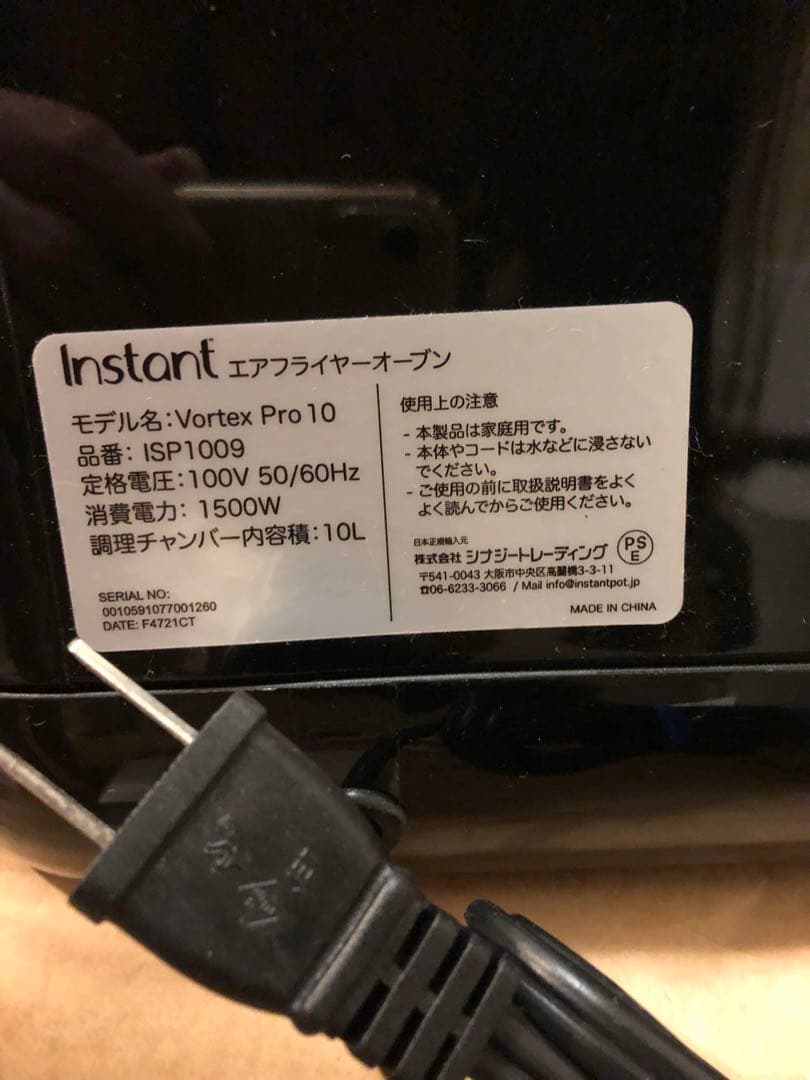 Instant エアフライヤーオーブン
モデル名:Vortex Pro 10
品番: ISP1009
定格電圧:100V 50/60Hz
消費電力: 1500W
調理チャンバー内容積:10L
SERIAL NO:
0010591077001260
DATE: F4721CT
使用上の注意
- 本製品は家庭用です。
- 本体やコードは水などに浸さない
でください。
- ご使用の前に取扱説明書をよく
よく読んでからご使用ください。
日本正規輸入元
株式会社 シナジートレーディング
PS
E
〒541-0043 大阪市中央区高麗橋3-3-11
☎06-6233-3066 / Mail info@instantpot.jp
MADE IN CHINA